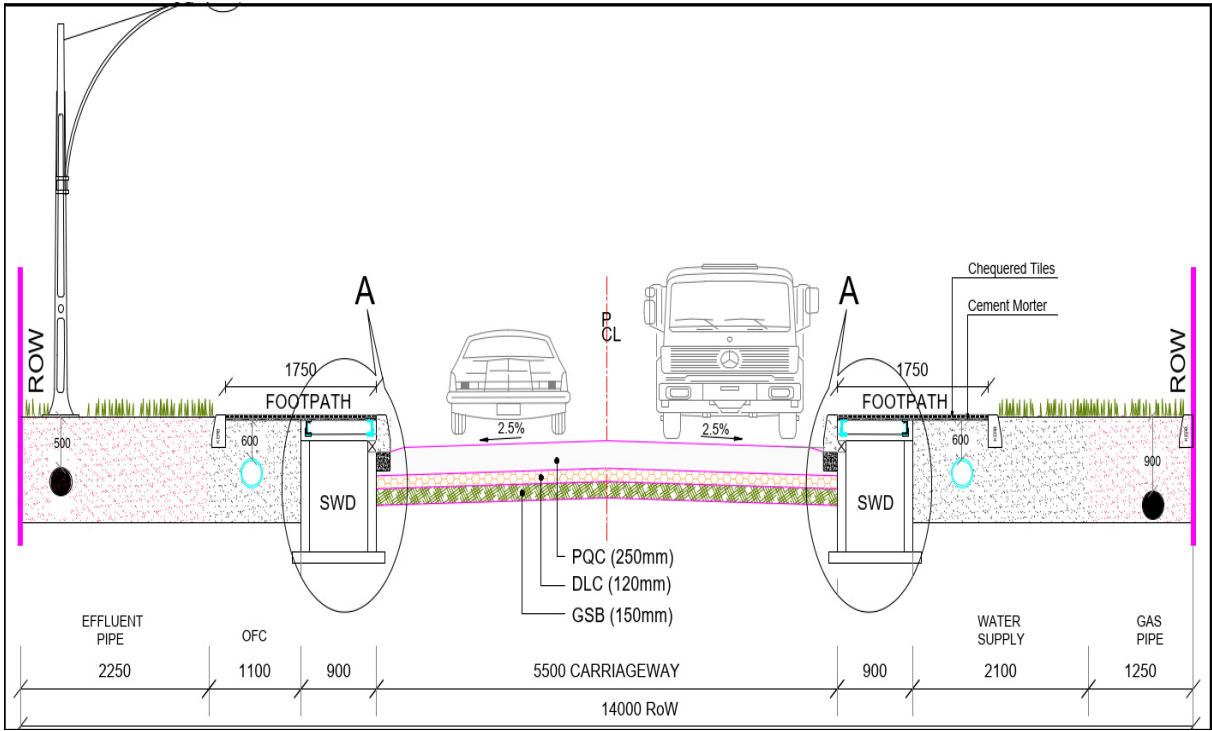 A
A
Chequered Tiles
Cement Morter
P
CL
ROW
ROW
1750
1750
FOOTPATH
FOOTPATH
2.5%
2.5%
500
600
600
900
SWD
SWD
PQC (250mm)
DLC (120mm)
GSB (150mm)
EFFLUENT
PIPE
OFC
WATER
SUPPLY
GAS
PIPE
2250
1100
900
5500 CARRIAGEWAY
900
2100
1250
14000 RoW